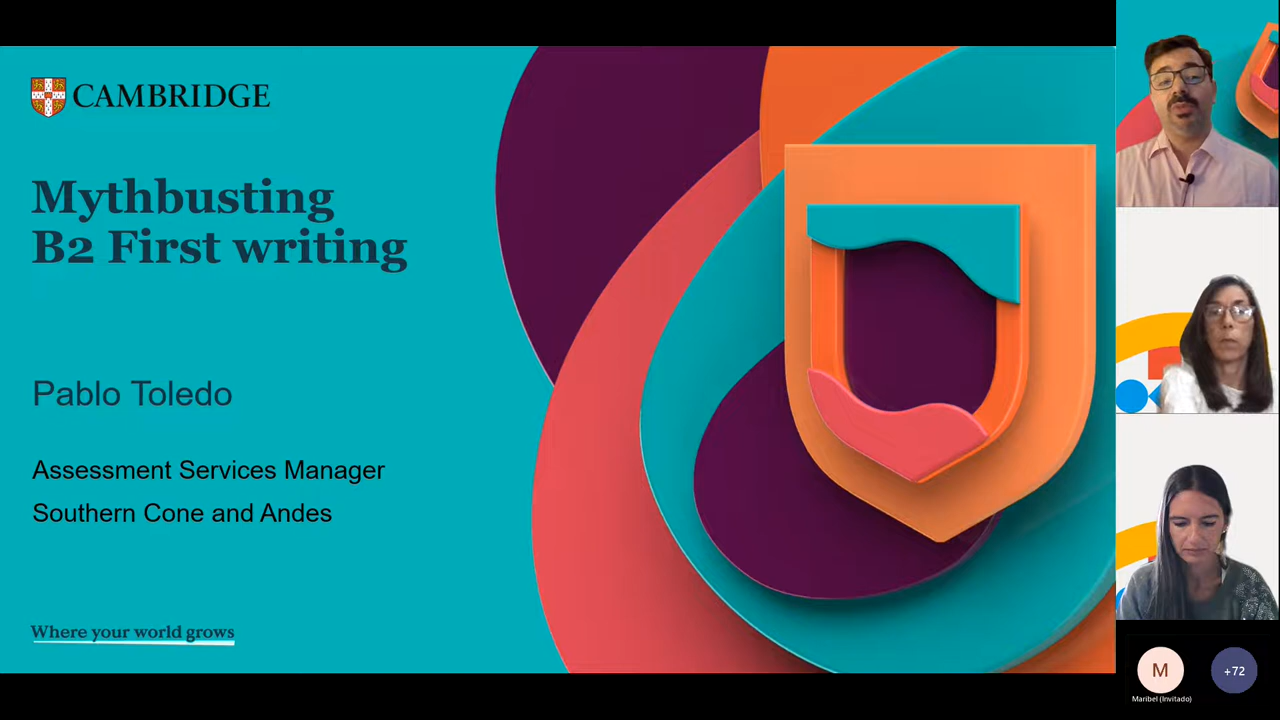 CAMBRIDGE
Mythbusting
B2 First writing
Pablo Toledo
Assessment Services Manager
Southern Cone and Andes
Where your world grows
M
+72
Maribel (Invitado)